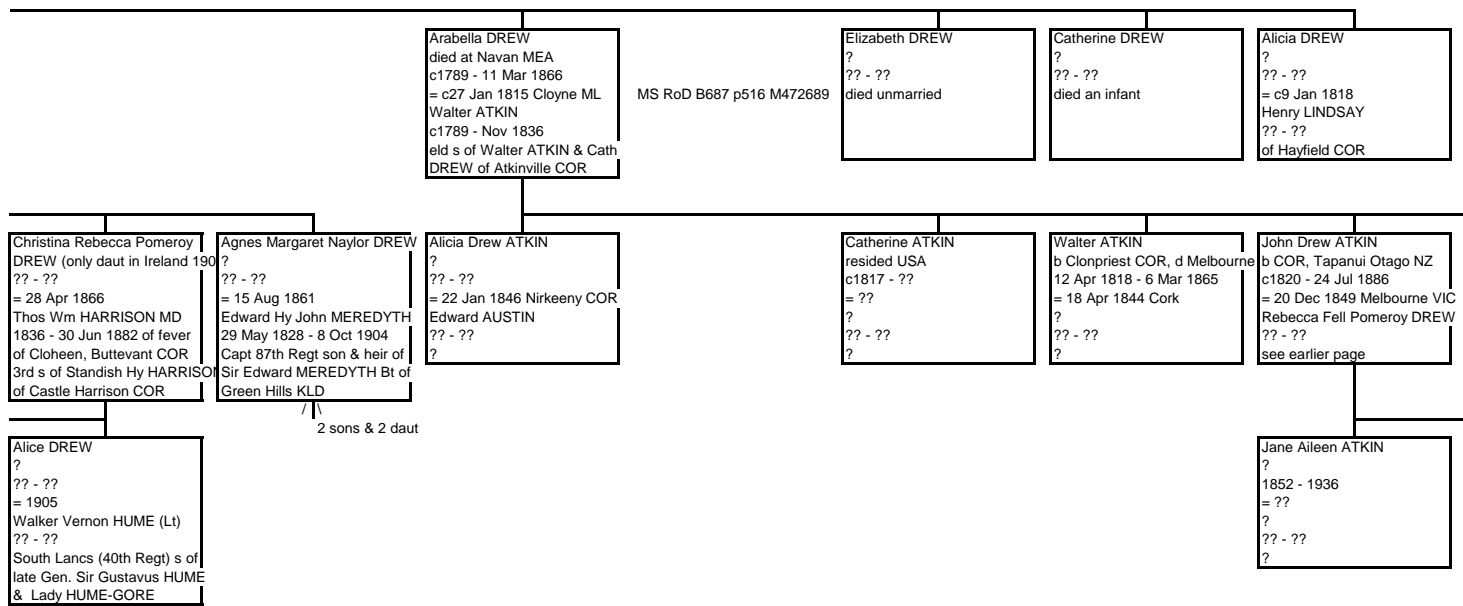 Arabella DREW
died at Navan MEA
c1789 - 11 Mar 1866
= c27 Jan 1815 Cloyne ML
Walter ATKIN
c1789 - Nov 1836
eld s of Walter ATKIN & Cath
DREW of Atkinville COR
MS RoD B687 p516 M472689
Elizabeth DREW
?
?? - ??
died unmarried
Catherine DREW
?
?? - ??
died an infant
Alicia DREW
?
?? - ??
= c9 Jan 1818
Henry LINDSAY
?? - ??
of Hayfield COR
Christina Rebecca Pomeroy
DREW (only daut in Ireland 190
?? - ??
= 28 Apr 1866
Thos Wm HARRISON MD
1836 - 30 Jun 1882 of fever
of Cloheen, Buttevant COR
3rd s of Standish Hy HARRISON
of Castle Harrison COR
Agnes Margaret Naylor DREW
?
?? - ??
= 15 Aug 1861
Edward Hy John MEREDYTH
29 May 1828 - 8 Oct 1904
Capt 87th Regt son & heir of
Sir Edward MEREDYTH Bt of
Green Hills KLD
/ \
2 sons & 2 daut
Alicia Drew ATKIN
?
?? - ??
= 22 Jan 1846 Nirkeeny COR
Edward AUSTIN
?? - ??
?
Catherine ATKIN
resided USA
c1817 - ??
= ??
?
?? - ??
?
Walter ATKIN
b Clonpriest COR, d Melbourne
12 Apr 1818 - 6 Mar 1865
= 18 Apr 1844 Cork
?
?? - ??
?
John Drew ATKIN
b COR, Tapanui Otago NZ
c1820 - 24 Jul 1886
= 20 Dec 1849 Melbourne VIC
Rebecca Fell Pomeroy DREW
?? - ??
see earlier page
Alice DREW
?
?? - ??
= 1905
Walker Vernon HUME (Lt)
?? - ??
South Lancs (40th Regt) s of
late Gen. Sir Gustavus HUME
& Lady HUME-GORE
Jane Aileen ATKIN
?
1852 - 1936
= ??
?
?? - ??
?